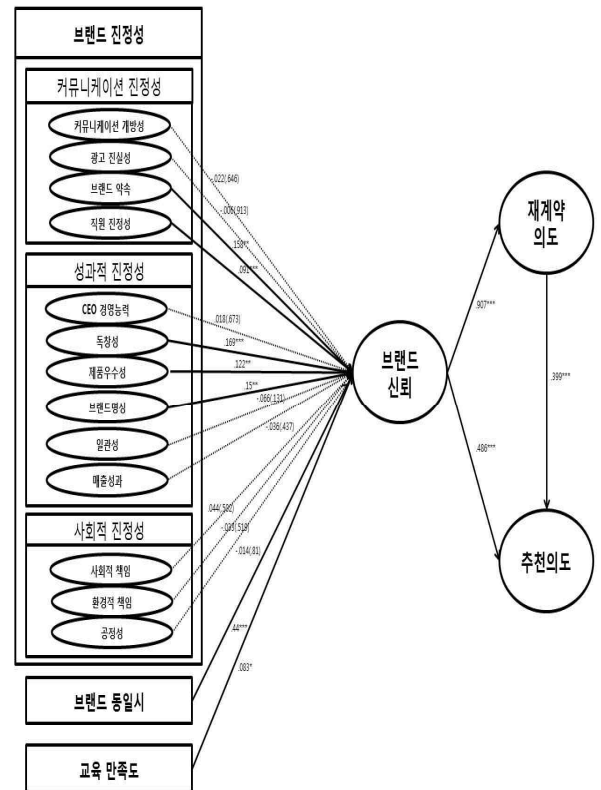 브랜드 진정성
커뮤니케이션 진정성
커뮤니케이션 개방성
광고 진실성
브랜드 약속
직원 진정성
-.022(.646)
-.006(.913)
.158**
.091***
성과적 진정성
CEO 경영능력
독창성
제품우수성
브랜드명성
일관성
매출성과
.018(.673)
.169***
.122**
.15**
-.066(.131)
-.036(.437)
사회적 진정성
사회적 책임
환경적 책임
공정성
-.014(.81)
브랜드 동일시
.44***
교육 만족도
.083*
브랜드
신뢰
.907***
.486***
재계약
의도
.399***
추천의도